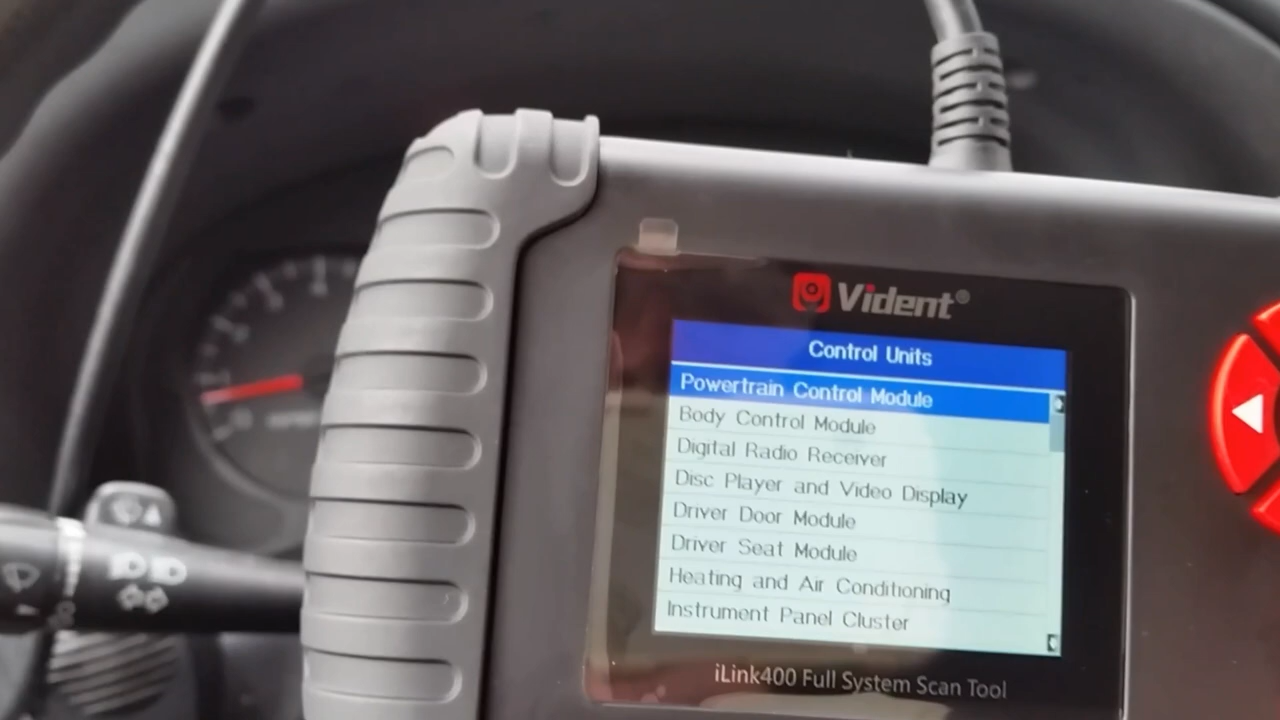 Vident®
Control Units
Powertrain Control Module
Body Control Module
Digital Radio Receiver
Disc Player and Video Display
Driver Door Module
Driver Seat Module
Heating and Air Conditioning
Instrument Panel Cluster
iLink400 Full System Scan Tool